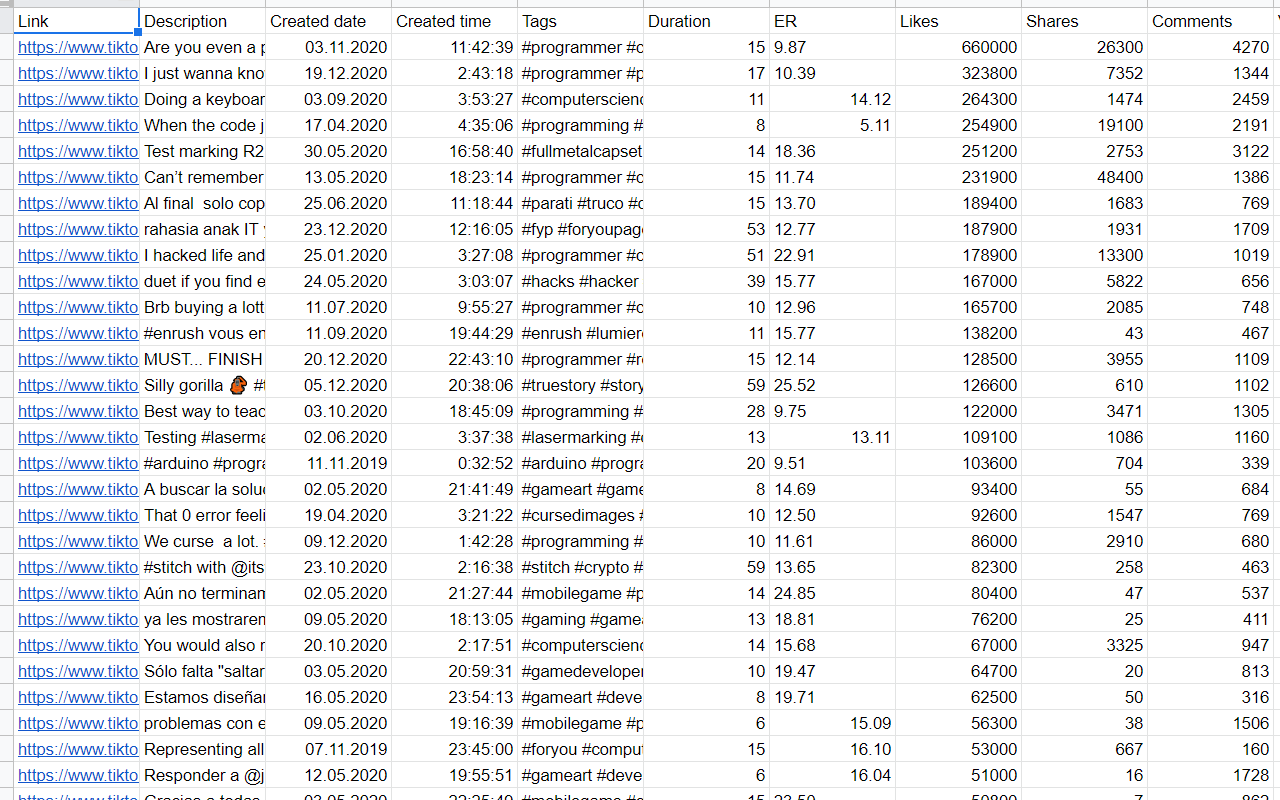 Link Description Created date Created time Tags Duration ER Likes Shares Comments
https://www.tikto Are you even a p 03.11.2020 11:42:39 #programmer #c 15 9.87 660000 26300 4270
https://www.tikto I just wanna kno 19.12.2020 2:43:18 #programmer #p 17 10.39 323800 7352 1344
https://www.tikto Doing a keyboar 03.09.2020 3:53:27 #computerscienc 11 14.12 264300 1474 2459
https://www.tikto When the code j 17.04.2020 4:35:06 #programming # 8 5.11 254900 19100 2191
https://www.tikto Test marking R2 30.05.2020 16:58:40 #fullmetalcapset 14 18.36 251200 2753 3122
https://www.tikto Can’t remember 13.05.2020 18:23:14 #programmer #c 15 11.74 231900 48400 1386
https://www.tikto Al final solo cop 25.06.2020 11:18:44 #parati #truco #c 15 13.70 189400 1683 769
https://www.tikto rahasia anak IT 23.12.2020 12:16:05 #fyp #foryoupag 53 12.77 187900 1931 1709
https://www.tikto I hacked life and 25.01.2020 3:27:08 #programmer #c 51 22.91 178900 13300 1019
https://www.tikto duet if you find e 24.05.2020 3:03:07 #hacks #hacker 39 15.77 167000 5822 656
https://www.tikto Brb buying a lott 11.07.2020 9:55:27 #programmer #c 10 12.96 165700 2085 748
https://www.tikto #enrush vous en 11.09.2020 19:44:29 #enrush #lumier 11 15.77 138200 43 467
https://www.tikto MUST... FINISH 20.12.2020 22:43:10 #programmer #r 15 12.14 128500 3955 1109
https://www.tikto Silly gorilla 🦧 #t 05.12.2020 20:38:06 #truestory #story 59 25.52 126600 610 1102
https://www.tikto Best way to teac 03.10.2020 18:45:09 #programming # 28 9.75 122000 3471 1305
https://www.tikto Testing #laserma 02.06.2020 3:37:38 #lasermarking # 13 13.11 109100 1086 1160
https://www.tikto #arduino #progra 11.11.2019 0:32:52 #arduino #progra 20 9.51 103600 704 339
https://www.tikto A buscar la solu 02.05.2020 21:41:49 #gameart #game 8 14.69 93400 55 684
https://www.tikto That 0 error feeli 19.04.2020 3:21:22 #cursedimages # 10 12.50 92600 1547 769
https://www.tikto We curse a lot. 09.12.2020 1:42:28 #programming # 10 11.61 86000 2910 680
https://www.tikto #stitch with @its 23.10.2020 2:16:38 #stitch #crypto # 59 13.65 82300 258 463
https://www.tikto Aún no terminam 02.05.2020 21:27:44 #mobilegame #p 14 24.85 80400 47 537
https://www.tikto ya les mostraren 09.05.2020 18:13:05 #gaming #game 13 18.81 76200 25 411
https://www.tikto You would also r 20.10.2020 2:17:51 #computerscienc 14 15.68 67000 3325 947
https://www.tikto Sólo falta "saltar 03.05.2020 20:59:31 #gamedeveloper 10 19.47 64700 20 813
https://www.tikto Estamos diseñar 16.05.2020 23:54:13 #gameart #deve 8 19.71 62500 50 316
https://www.tikto problemas con e 09.05.2020 19:16:39 #mobilegame #p 6 15.09 56300 38 1506
https://www.tikto Representing all 07.11.2019 23:45:00 #foryou #comput 15 16.10 53000 667 160
https://www.tikto Responder a @j 12.05.2020 19:55:51 #gameart #deve 6 16.04 51000 16 1728